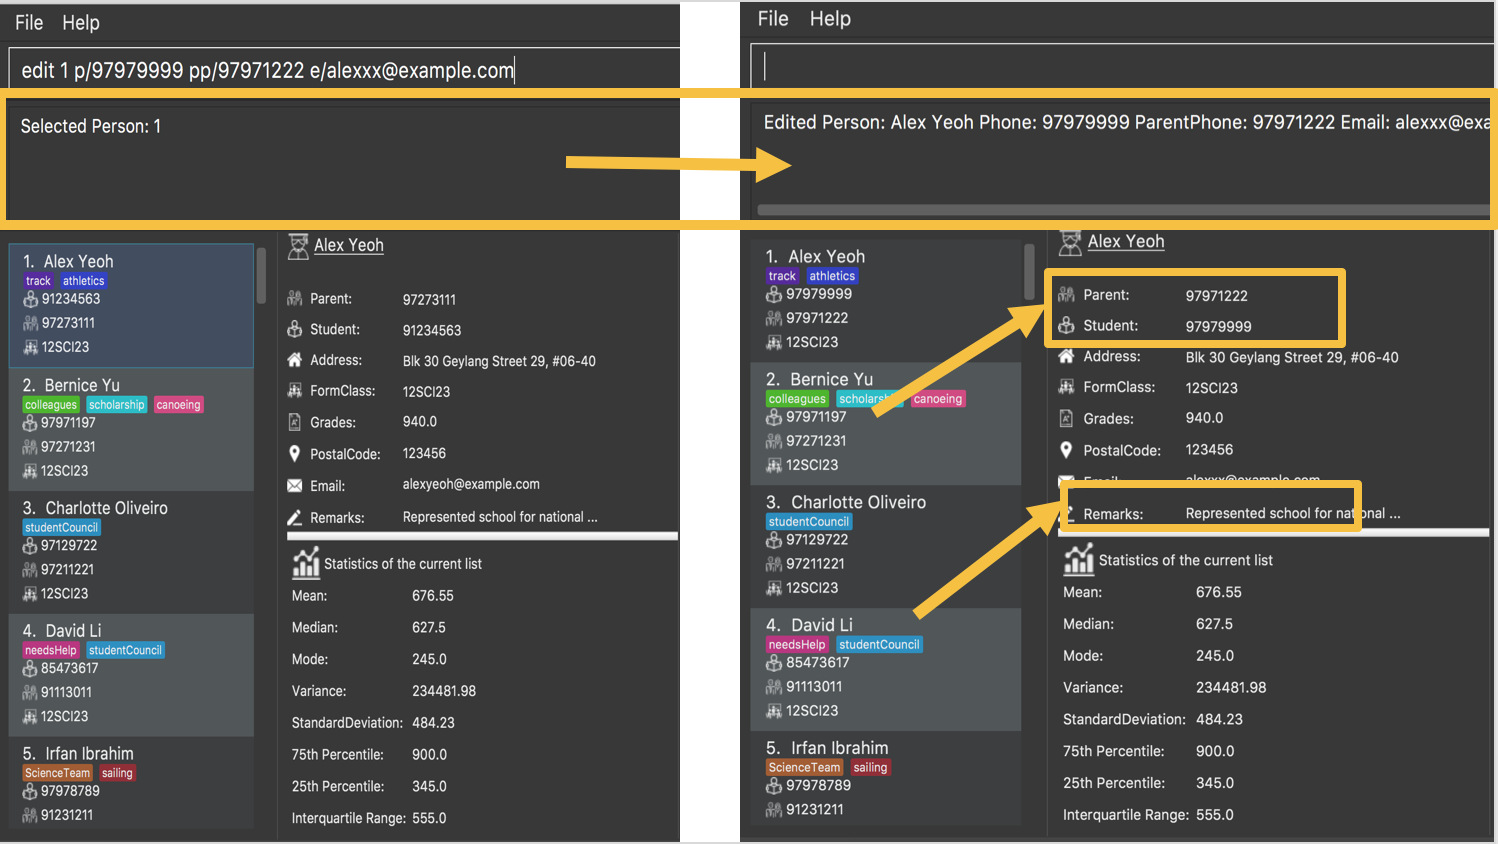 File Help
edit 1 p/97979999 pp/97971222 e/alexxx@example.com
Selected Person: 1
1. Alex Yeoh
track athletics
91234563
97273111
12SCI23
2. Bernice Yu
colleagues scholarship canoeing
97971197
97271231
12SCI23
3. Charlotte Oliveiro
studentCouncil
97129722
97211221
12SCI23
4. David Li
needsHelp studentCouncil
85473617
91113011
12SCI23
5. Irfan Ibrahim
ScienceTeam sailing
97978789
91231211
Alex Yeoh
Parent: 97273111
Student: 91234563
Address: Blk 30 Geylang Street 29, #06-40
FormClass: 12SCI23
Grades: 940.0
PostalCode: 123456
Email: alexyeoh@example.com
Remarks: Represented school for national ...
Statistics of the current list
Mean: 676.55
Median: 627.5
Mode: 245.0
Variance: 234481.98
StandardDeviation: 484.23
75th Percentile: 900.0
25th Percentile: 345.0
Interquartile Range: 555.0
File Help
Edited Person: Alex Yeoh Phone: 97979999 ParentPhone: 97971222 Email: alexxx@exa
1. Alex Yeoh
track athletics
97979999
97971222
12SCI23
2. Bernice Yu
colleagues scholarship canoeing
97971197
97271231
12SCI23
3. Charlotte Oliveiro
studentCouncil
97129722
97211221
12SCI23
4. David Li
needsHelp studentCouncil
85473617
91113011
12SCI23
5. Irfan Ibrahim
ScienceTeam sailing
97978789
91231211
Alex Yeoh
Parent: 97971222
Student: 97979999
Address: Blk 30 Geylang Street 29, #06-40
FormClass: 12SCI23
Grades: 940.0
PostalCode: 123456
Email: alexxx@example.com
Remarks: Represented school for national ...
Statistics of the current list
Mean: 676.55
Median: 627.5
Mode: 245.0
Variance: 234481.98
StandardDeviation: 484.23
75th Percentile: 900.0
25th Percentile: 345.0
Interquartile Range: 555.0